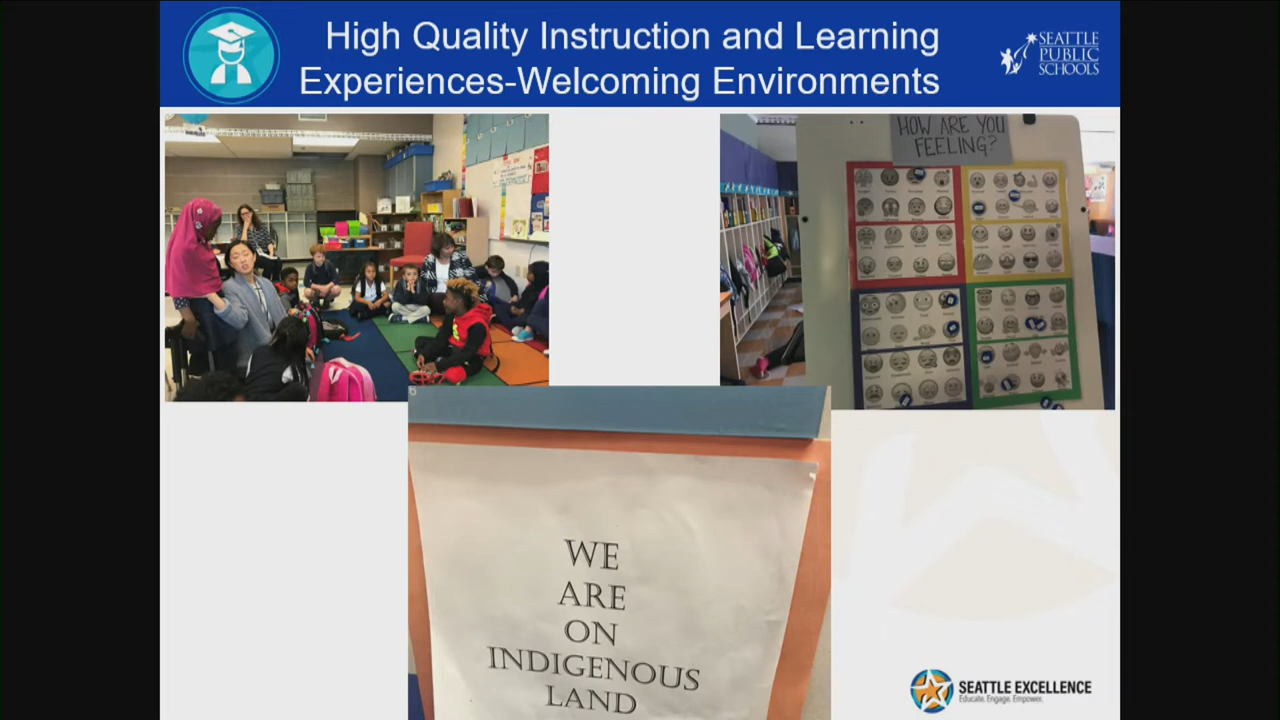 High Quality Instruction and Learning
Experiences-Welcoming Environments
SEATTLE
PUBLIC
SCHOOLS
HOW ARE YOU
FEELING?
WE
ARE
ON
INDIGENOUS
LAND
SEATTLE EXCELLENCE
Educate. Engage. Empower.